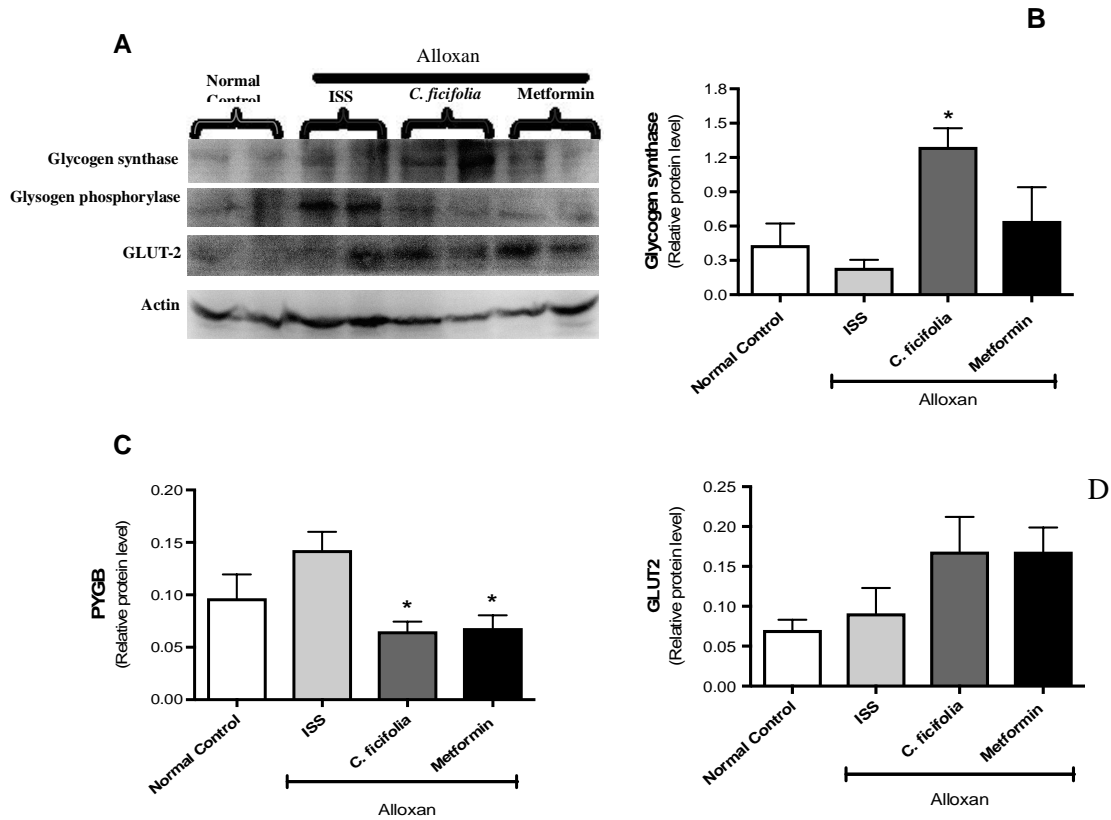 A
Alloxan
Normal
Control
ISS
C. ficifolia
Metformin
Glycogen synthase
Glysogen phosphorylase
GLUT-2
Actin
B
Glycogen synthase
(Relative protein level)
1.8
1.5
1.2
0.9
0.6
0.3
0.0
*
Normal Control
ISS
C. ficifolia
Metformin
Alloxan
C
PYGB
(Relative protein level)
0.20
0.15
0.10
0.05
0.00
*
*
Normal Control
ISS
C. ficifolia
Metformin
Alloxan
D
GLUT2
(Relative protein level)
0.25
0.20
0.15
0.10
0.05
0.00
Normal Control
ISS
C. ficifolia
Metformin
Alloxan